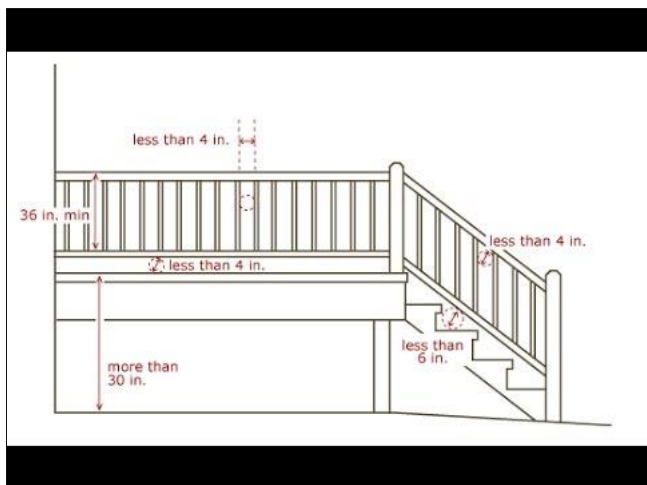 less than 4 in.
36 in. min
less than 4 in.
less than 4 in.
less than
6 in.
more than
30 in.